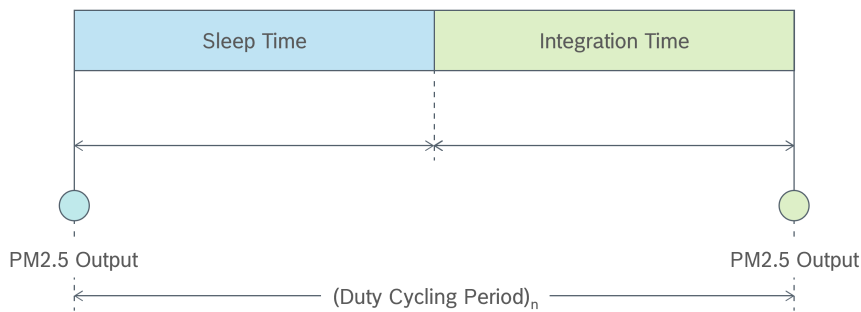 Sleep Time
Integration Time
PM2.5 Output
PM2.5 Output
(Duty Cycling Period)n